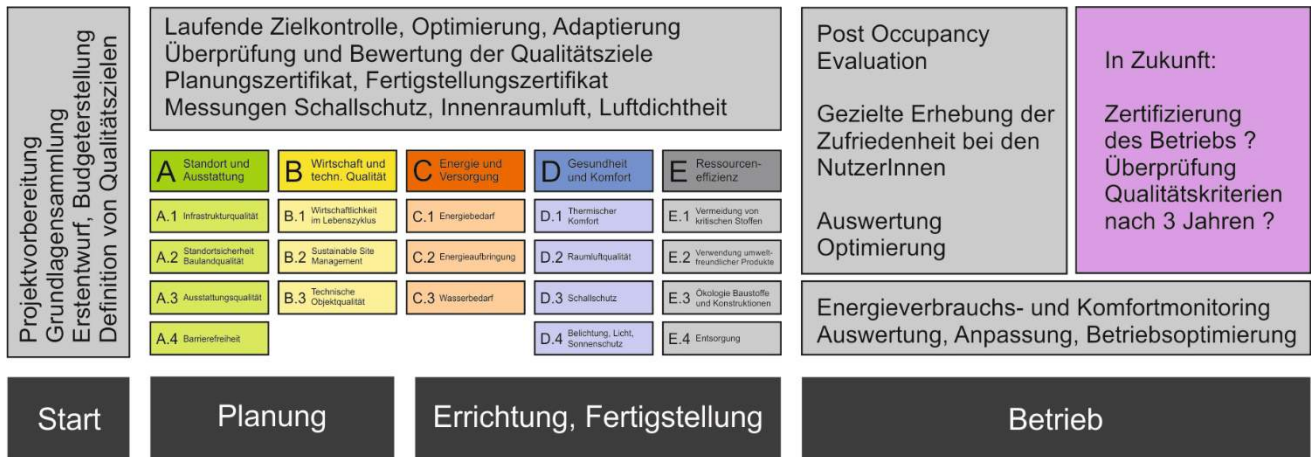 Projektvorbereitung
Grundlagensammlung
Erstentwurf, Budgeterstellung
Definition von Qualitätszielen
Laufende Zielkontrolle, Optimierung, Adaptierung
Überprüfung und Bewertung der Qualitätsziele
Planungszertifikat, Fertigstellungszertifikat
Messungen Schallschutz, Innenraumluft, Luftdichtheit
A Standort und
Ausstattung
A.1 Infrastrukturqualität
A.2 Standortsicherheit
Baulandqualität
A.3 Ausstattungsqualität
A.4 Barrierefreiheit
B Wirtschaft und
techn. Qualität
B.1 Wirtschaftlichkeit
im Lebenszyklus
B.2 Sustainable Site
Management
B.3 Technische
Objektqualität
C Energie und
Versorgung
C.1 Energiebedarf
C.2 Energieaufbringung
C.3 Wasserbedarf
D Gesundheit
und Komfort
D.1 Thermischer
Komfort
D.2 Raumluftqualität
D.3 Schallschutz
D.4 Belichtung, Licht,
Sonnenschutz
E Ressourcen-
effizienz
E.1 Vermeidung von
kritischen Stoffen
E.2 Verwendung umwelt-
freundlicher Produkte
E.3 Ökologie Baustoffe
und Konstruktionen
E.4 Entsorgung
Post Occupancy
Evaluation
Gezielte Erhebung der
Zufriedenheit bei den
NutzerInnen
Auswertung
Optimierung
In Zukunft:
Zertifizierung
des Betriebs ?
Überprüfung
Qualitätskriterien
nach 3 Jahren ?
Energieverbrauchs- und Komfortmonitoring
Auswertung, Anpassung, Betriebsoptimierung
Start
Planung
Errichtung, Fertigstellung
Betrieb